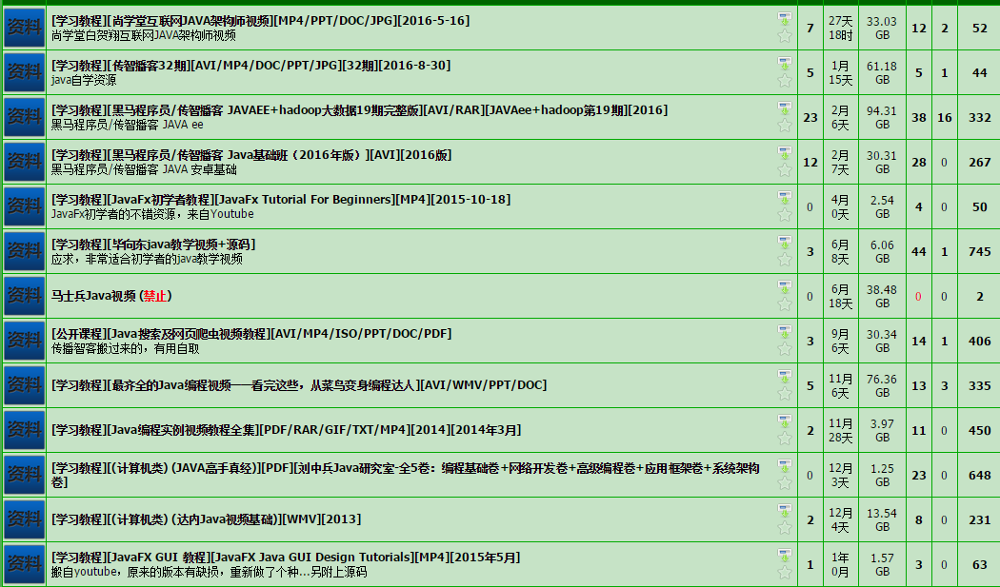 资料
[学习教程][尚学堂互联网JAVA架构师视频][MP4/PPT/DOC/JPG][2016-5-16]
尚学堂白贺翔互联网JAVA架构师视频
7
27天
18时
33.03
GB
12
2
52
资料
[学习教程][传智播客32期][AVI/MP4/DOC/PPT/JPG][32期][2016-8-30]
java自学资源
5
1月
15天
61.18
GB
5
1
44
资料
[学习教程][黑马程序员/传智播客 JAVAEE+hadoop大数据19期完整版][AVI/RAR][JAVAee+hadoop第19期][2016]
黑马程序员/传智播客 JAVA ee
23
2月
6天
94.31
GB
38
16
332
资料
[学习教程][黑马程序员/传智播客 Java基础班（2016年版）][AVI][2016版]
黑马程序员/传智播客 JAVA 安卓基础
12
2月
7天
30.31
GB
28
0
267
资料
[学习教程][JavaFx初学者教程][JavaFx Tutorial For Beginners][MP4][2015-10-18]
JavaFx初学者的不错资源，来自Youtube
0
4月
0天
2.54
GB
4
0
50
资料
[学习教程][毕向东java教学视频+源码]
应求，非常适合初学者的java教学视频
3
6月
8天
6.06
GB
44
1
745
资料
马士兵Java视频 (禁止)
0
6月
18天
38.48
GB
0
0
2
资料
[公开课程][Java搜索及网页爬虫视频教程][AVI/MP4/ISO/PPT/DOC/PDF]
传播智客搬过来的，有用自取
3
9月
6天
30.34
GB
14
1
406
资料
[学习教程][最齐全的Java编程视频——看完这些，从菜鸟变身编程达人][AVI/WMV/PPT/DOC]
5
11月
6天
76.36
GB
13
3
335
资料
[学习教程][Java编程实例视频教程全集][PDF/RAR/GIF/TXT/MP4][2014][2014年3月]
2
11月
28天
3.97
GB
11
0
450
资料
[学习教程][(计算机类) (JAVA高手真经)][PDF][刘中兵Java研究室-全5卷：编程基础卷+网络开发卷+高级编程卷+应用框架卷+系统架构
卷]
0
12月
3天
1.25
GB
23
0
648
资料
[学习教程][(计算机类) (达内Java视频基础)][WMV][2013]
2
12月
4天
13.54
GB
8
0
231
资料
[学习教程][JavaFX GUI 教程][JavaFX Java GUI Design Tutorials][MP4][2015年5月]
搬自youtube，原来的版本有缺损，重新做了个种...另附上源码
1
1年
0月
1.57
GB
3
0
63